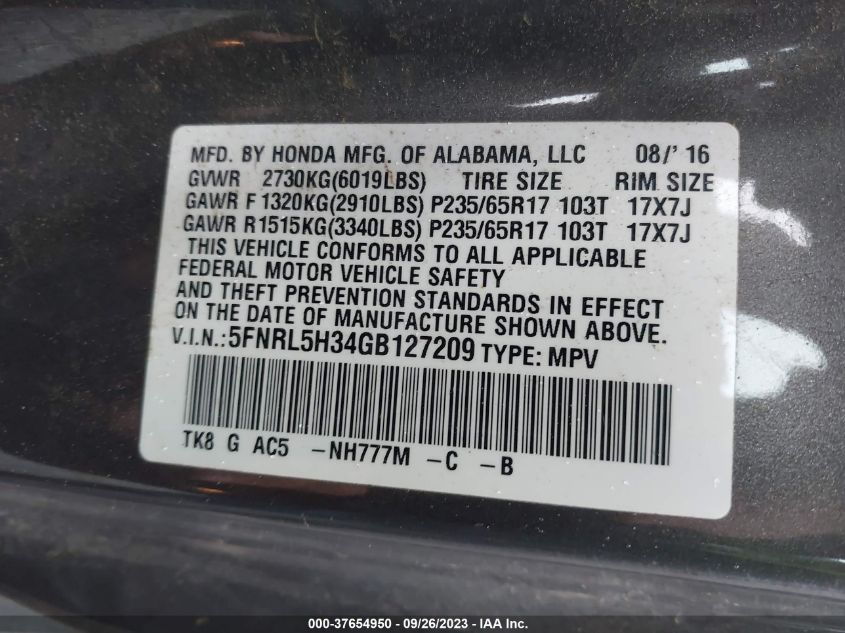 MFD. BY HONDA MFG. OF ALABAMA, LLC 08/' 16
GVWR 2730KG(6019LBS) TIRE SIZE RIM SIZE
GAWR F 1320KG(2910LBS) P235/65R17 103T 17X7J
GAWR R1515KG(3340LBS) P235/65R17 103T 17X7J
THIS VEHICLE CONFORMS TO ALL APPLICABLE
FEDERAL MOTOR VEHICLE SAFETY
AND THEFT PREVENTION STANDARDS IN EFFECT
ON THE DATE OF MANUFACTURE SHOWN ABOVE.
V.I.N.:5FNRL5H34GB127209 TYPE: MPV
TK8 G AC5 -NH777M -C -B
000-37654950 - 09/26/2023 - IAA Inc.